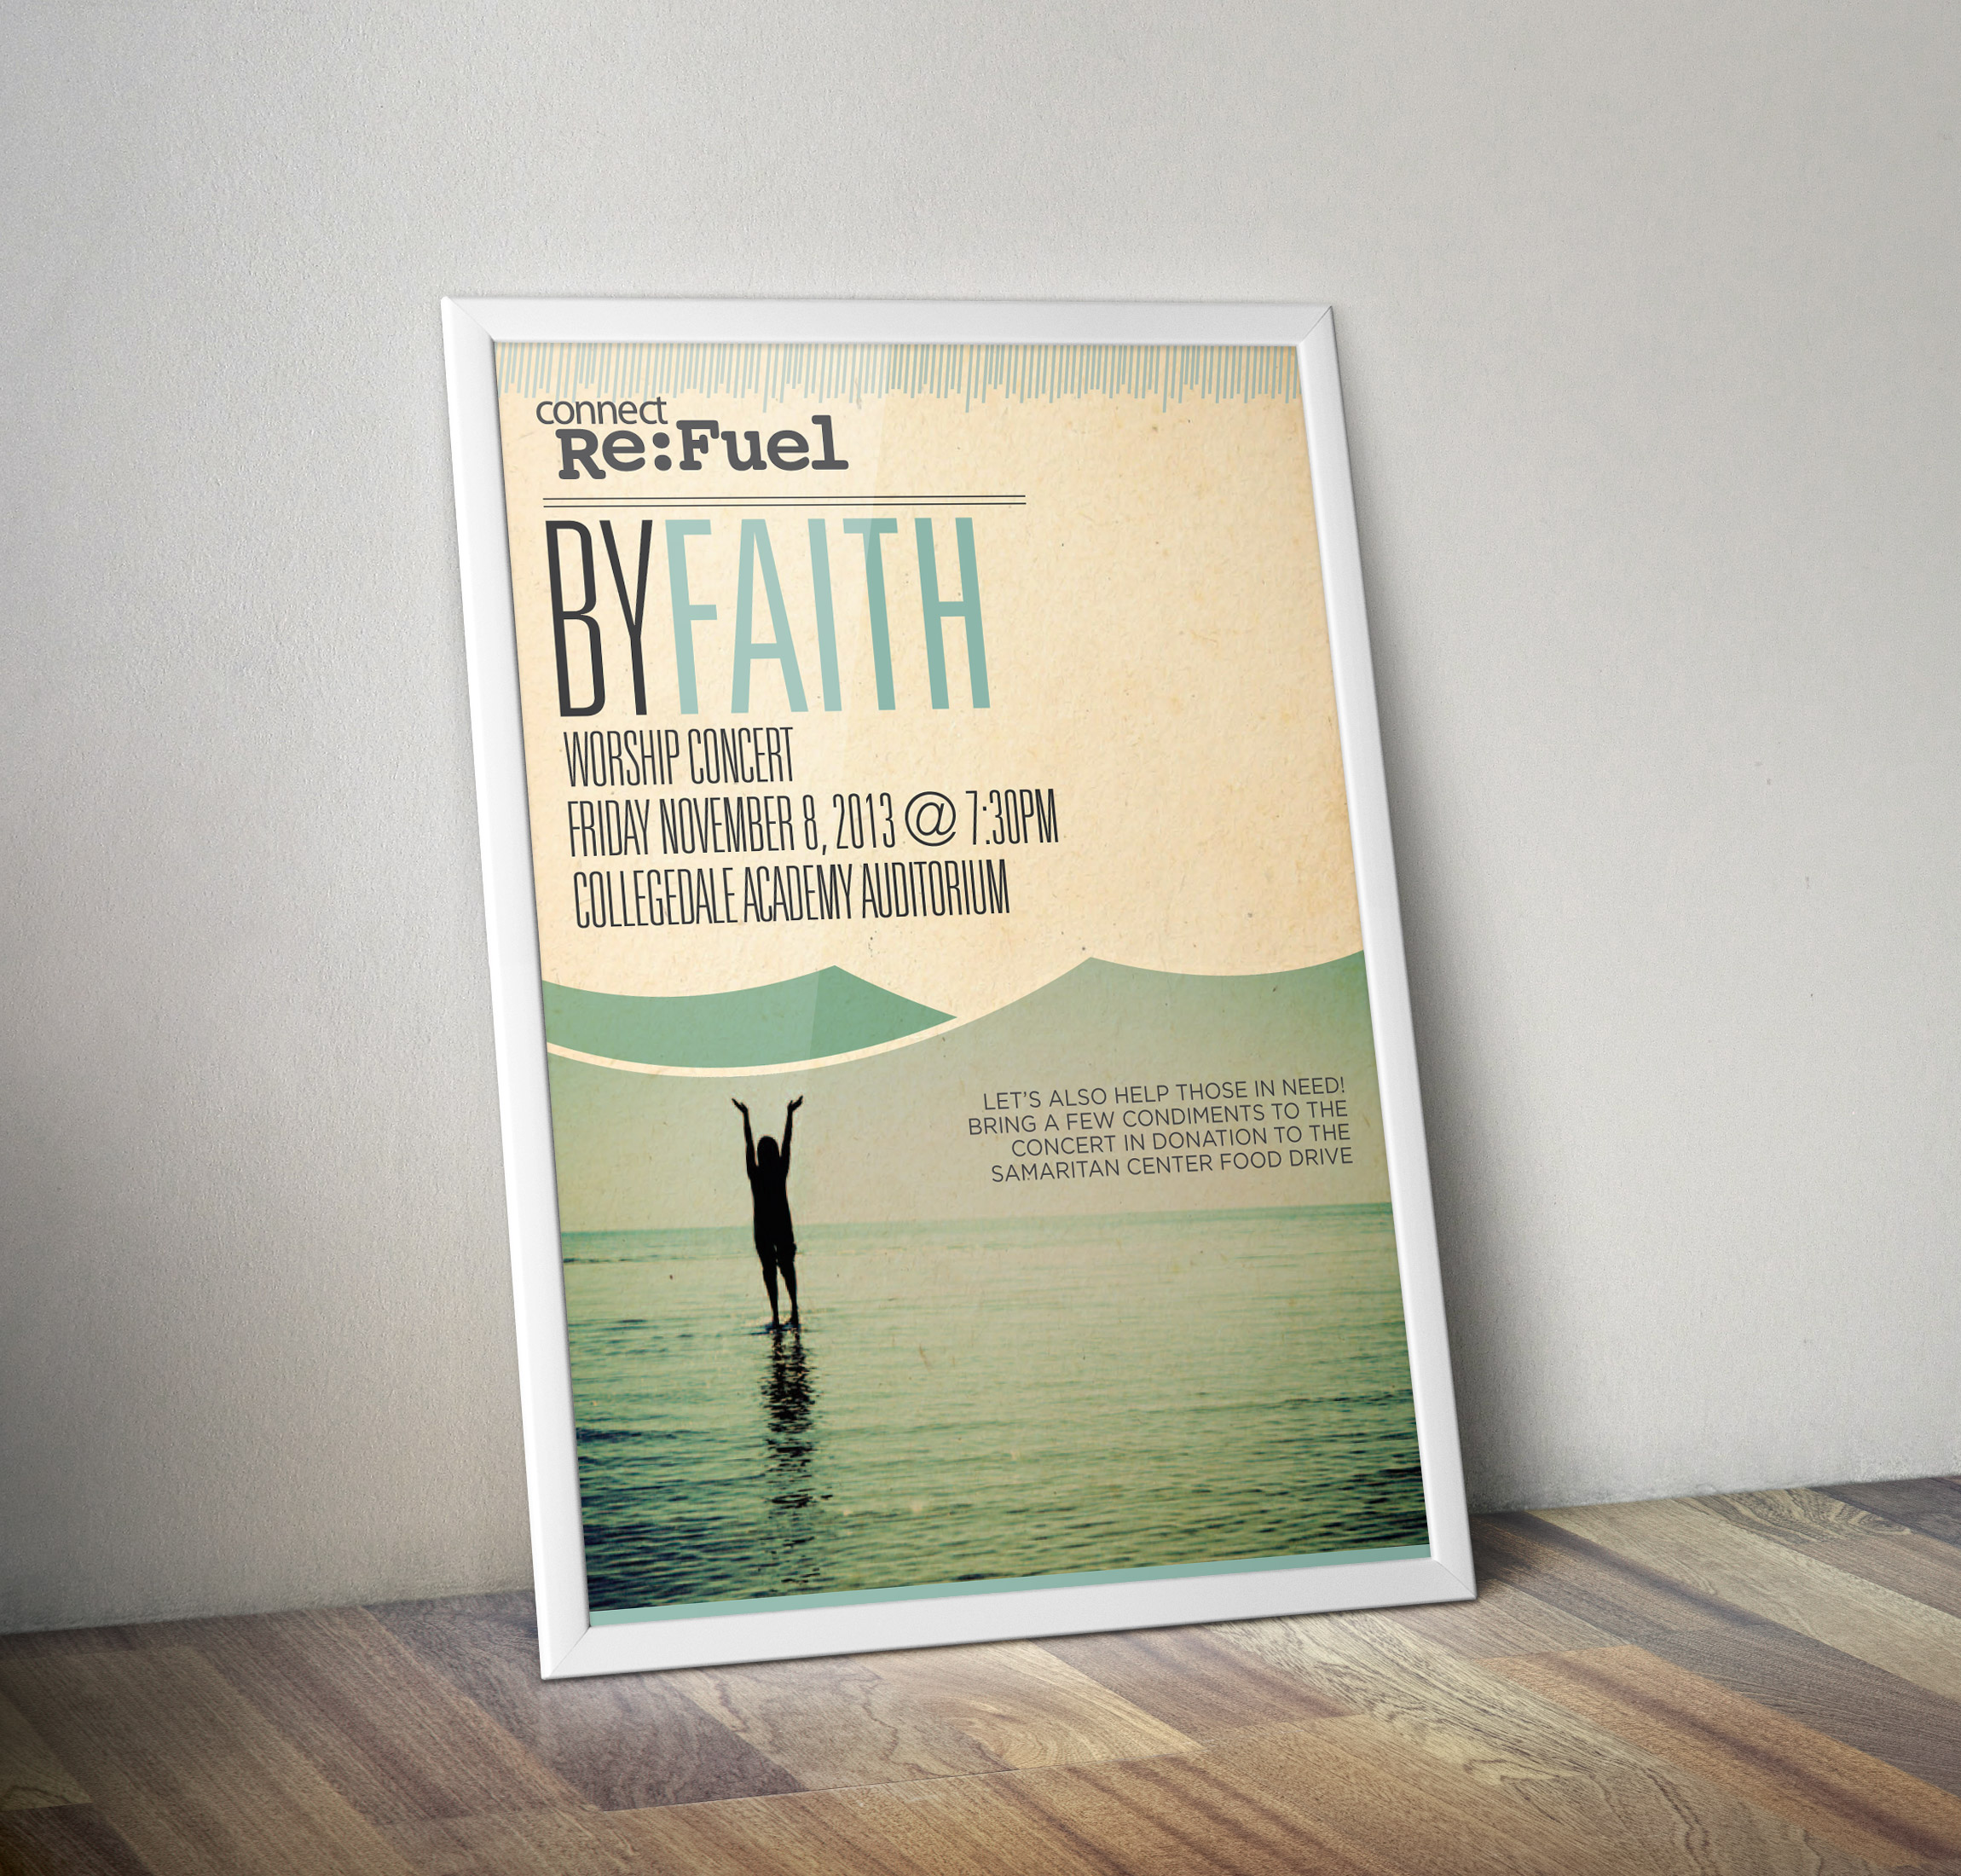 connect
Re:Fuel
BYFAITH
WORSHIP CONCERT
FRIDAY NOVEMBER 8, 2013 @ 7:30PM
COLLEGEDALE ACADEMY AUDITORIUM
LET'S ALSO HELP THOSE IN NEED!
BRING A FEW CONDIMENTS TO THE
CONCERT IN DONATION TO THE
SAMARITAN CENTER FOOD DRIVE